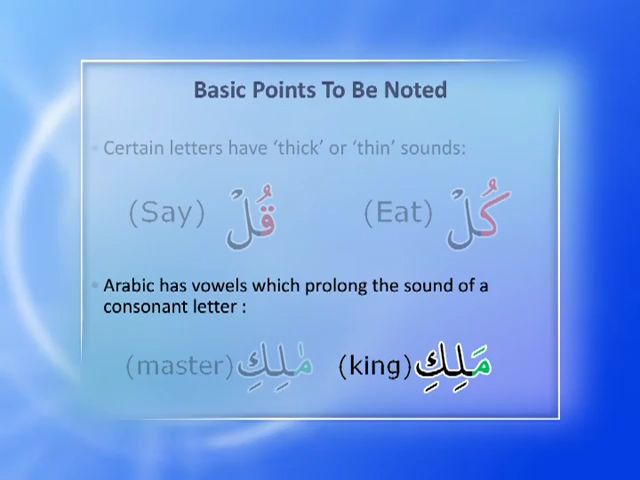 Basic Points To Be Noted
• Certain letters have ‘thick’ or ‘thin’ sounds:
(Say) قُلْ (Eat) كُلْ
• Arabic has vowels which prolong the sound of a
consonant letter :
(master) مٰلِكِ (king) مَلِكِ